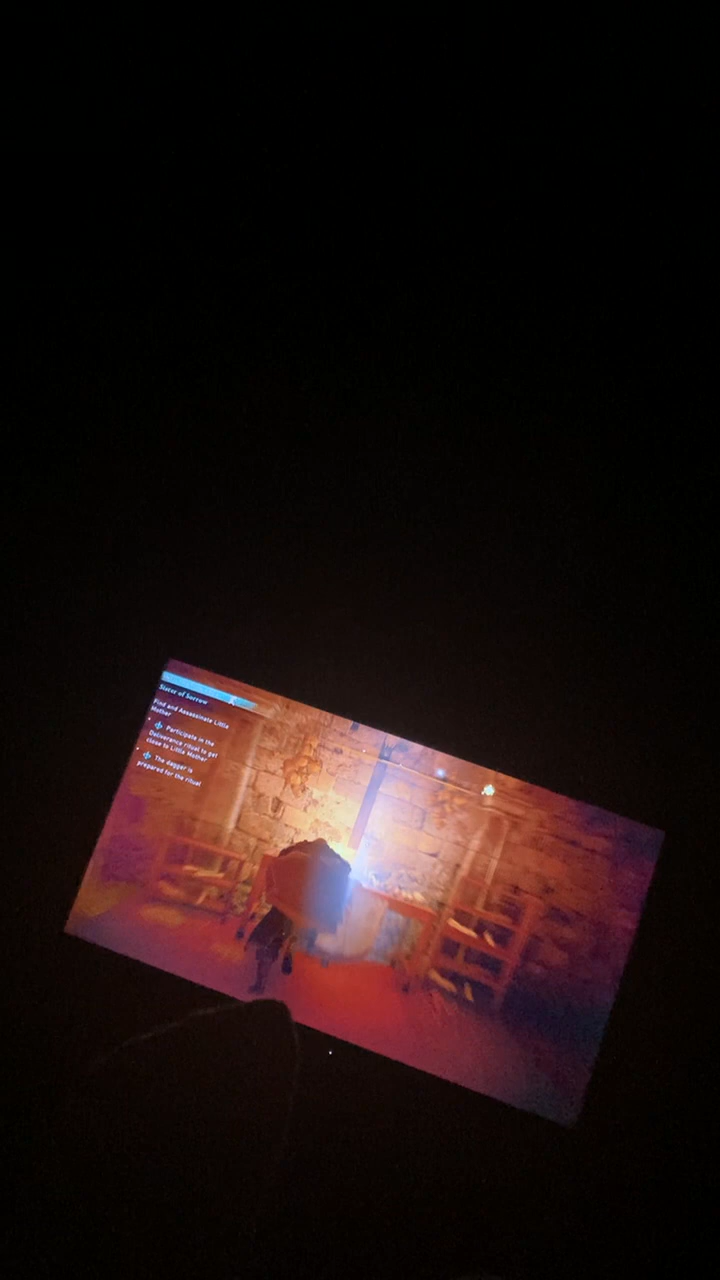 Sister of Sorrow
Find and Assassinate Little
Mother
Participate in the
Deliverance ritual to get
close to Little Mother
The dagger is
prepared for the ritual